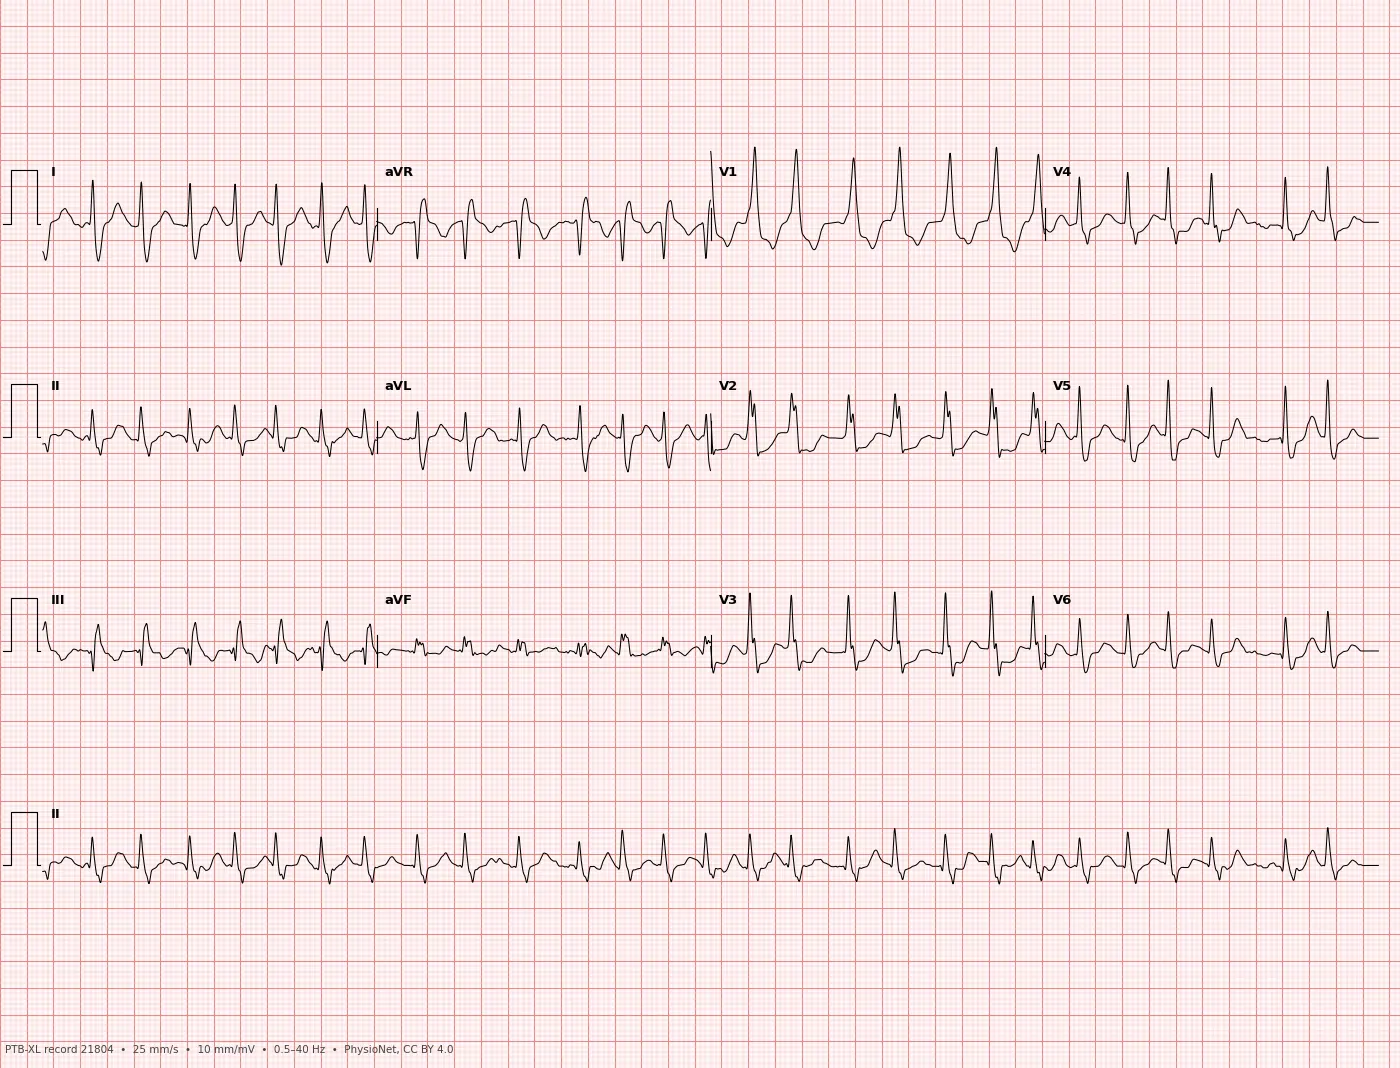 I aVR V1 V4
II aVL V2 V5
III aVF V3 V6
II
PTB-XL record 21804 • 25 mm/s • 10 mm/mV • 0.5–40 Hz • PhysioNet, CC BY 4.0